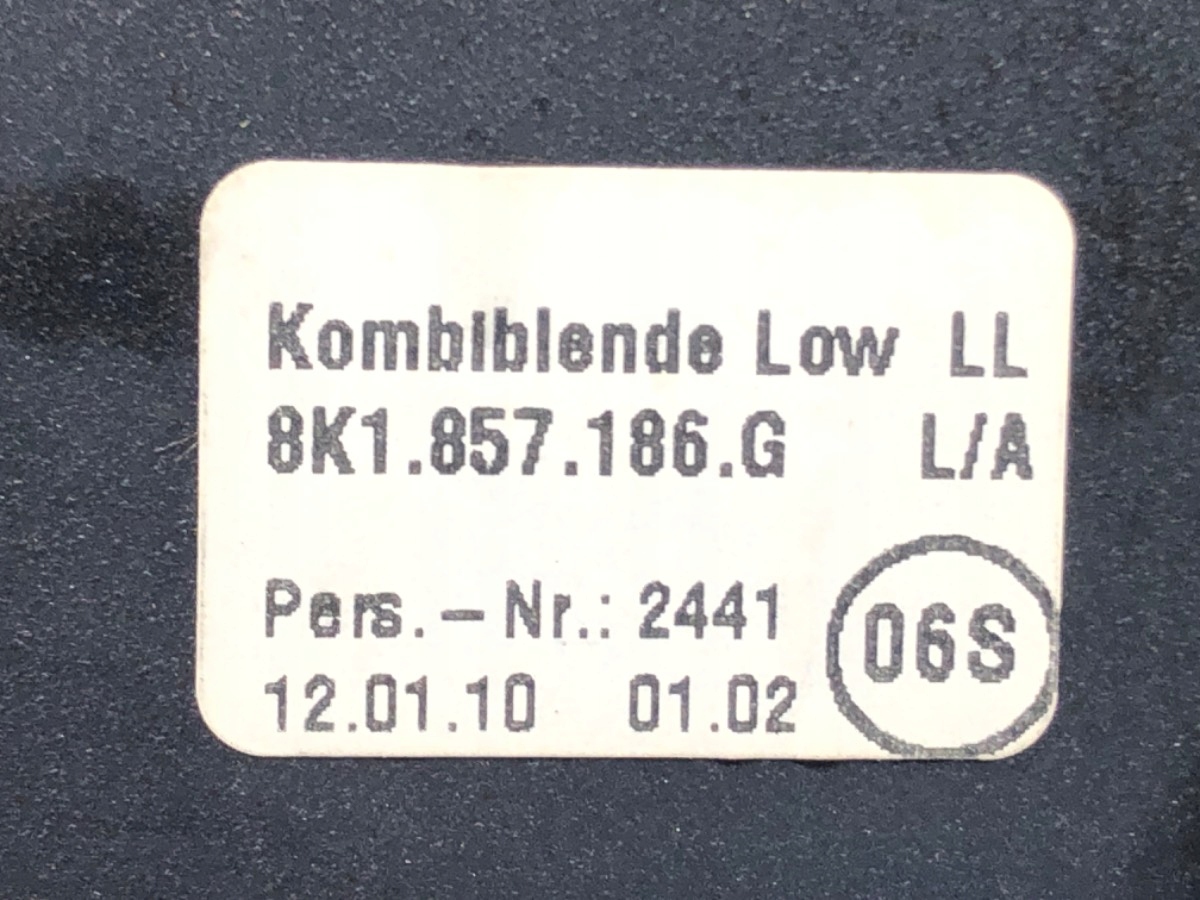 Kombiblende Low LL
8K1.857.186.G L/A
Pers.-Nr.: 2441
06S
12.01.10 01.02